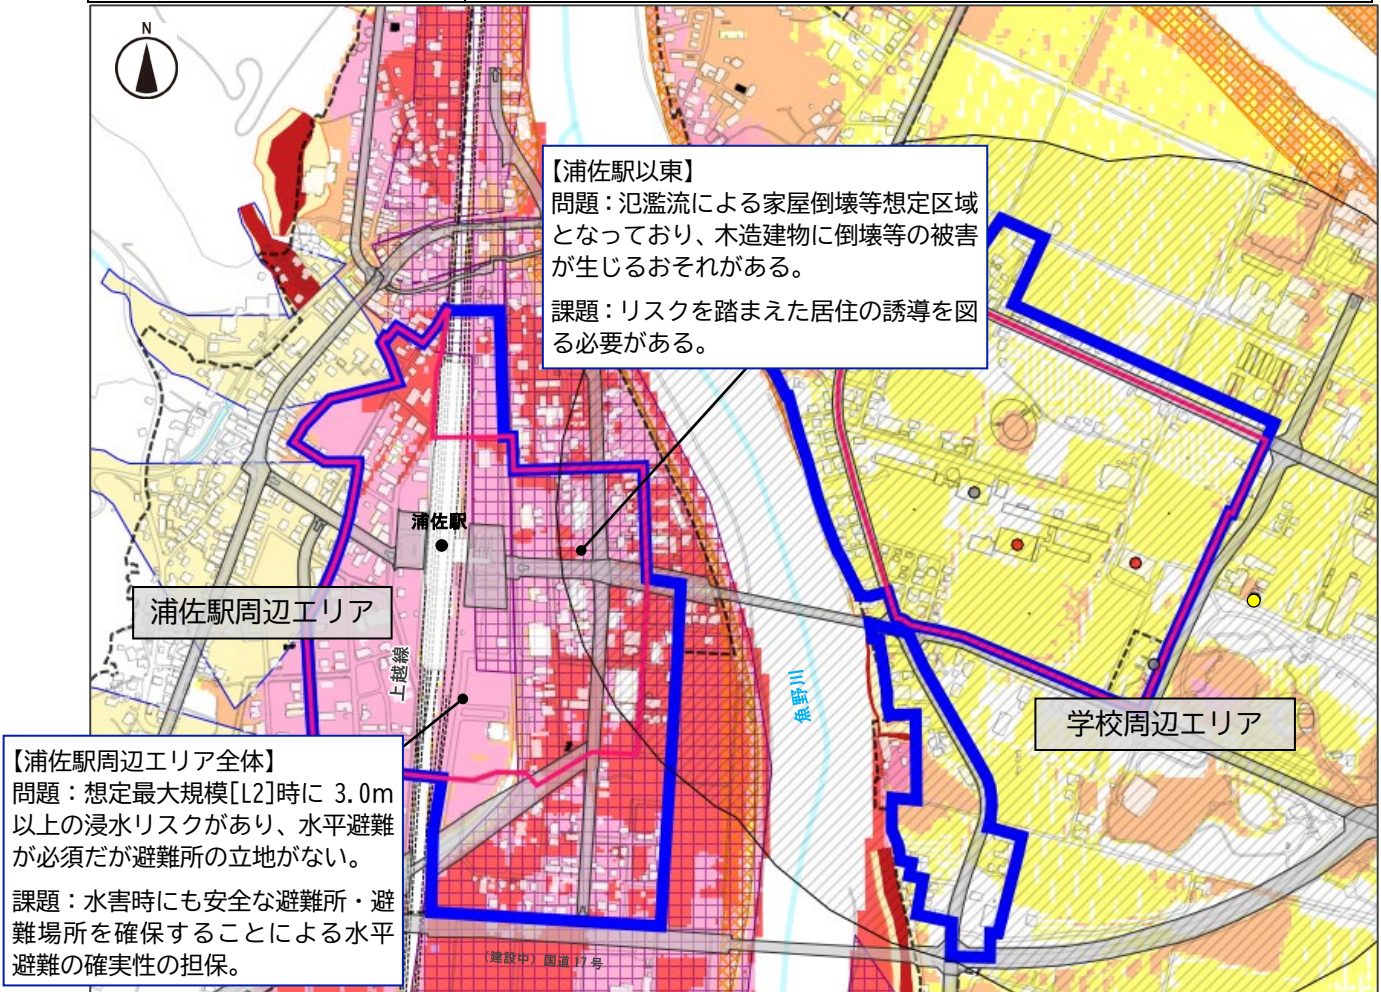 N
【浦佐駅以東】
問題：氾濫流による家屋倒壊等想定区域
となっており、木造建物に倒壊等の被害
が生じるおそれがある。
課題：リスクを踏まえた居住の誘導を図
る必要がある。
浦佐駅
浦佐駅周辺エリア
上越線
魚野川
学校周辺エリア
【浦佐駅周辺エリア全体】
問題：想定最大規模[L2]時に 3.0m
以上の浸水リスクがあり、水平避難
が必須だが避難所の立地がない。
課題：水害時にも安全な避難所・避
難場所を確保することによる水平
避難の確実性の担保。
（建設中）国道17号